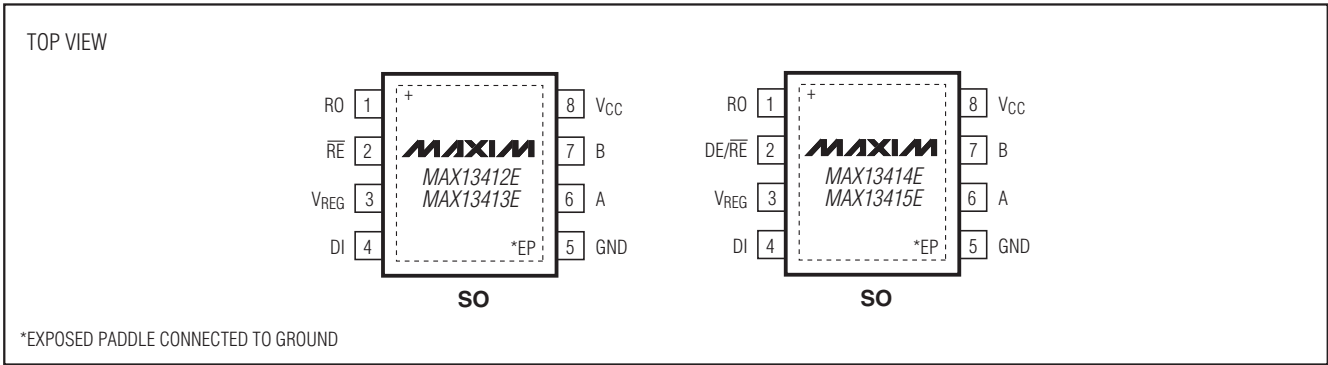 TOP VIEW
RO 1 + 8 VCC
RE 2 MAXIM 7 B
MAX13412E
VREG 3 MAX13413E 6 A
DI 4 *EP 5 GND
SO
RO 1 + 8 VCC
DE/RE 2 MAXIM 7 B
MAX13414E
VREG 3 MAX13415E 6 A
DI 4 *EP 5 GND
SO
*EXPOSED PADDLE CONNECTED TO GROUND